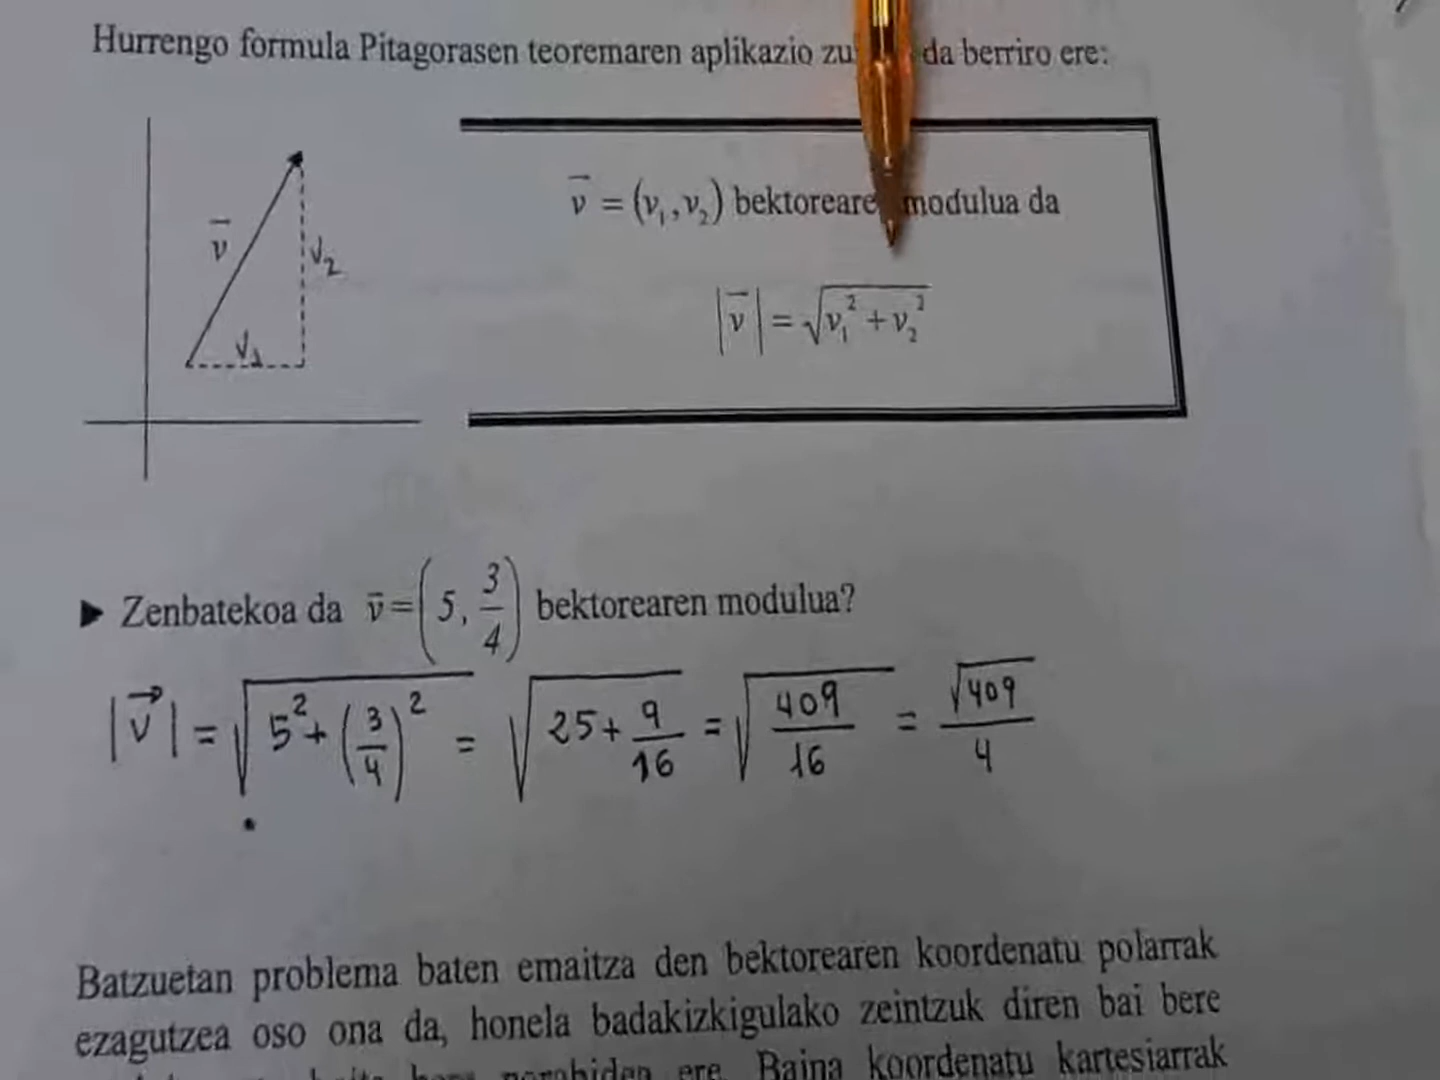 Hurrengo formula Pitagorasen teoremaren aplikazio da berriro ere:
v
v₂
v₁
v = (v₁, v₂) bektorearen modulua da
|v| = √(v₁² + v₂²)
▶ Zenbatekoa da v = (5, 3/4) bektorearen modulua?
|v| = √(5² + (3/4)²) = √(25 + 9/16) = √(409/16) = √409/4
Batzuetan problema baten emaitza den bektorearen koordenatu polarrak
ezagutzea oso ona da, honela badakizkigulako zeintzuk diren bai bere
ere. Baina koordenatu kartesiarrak